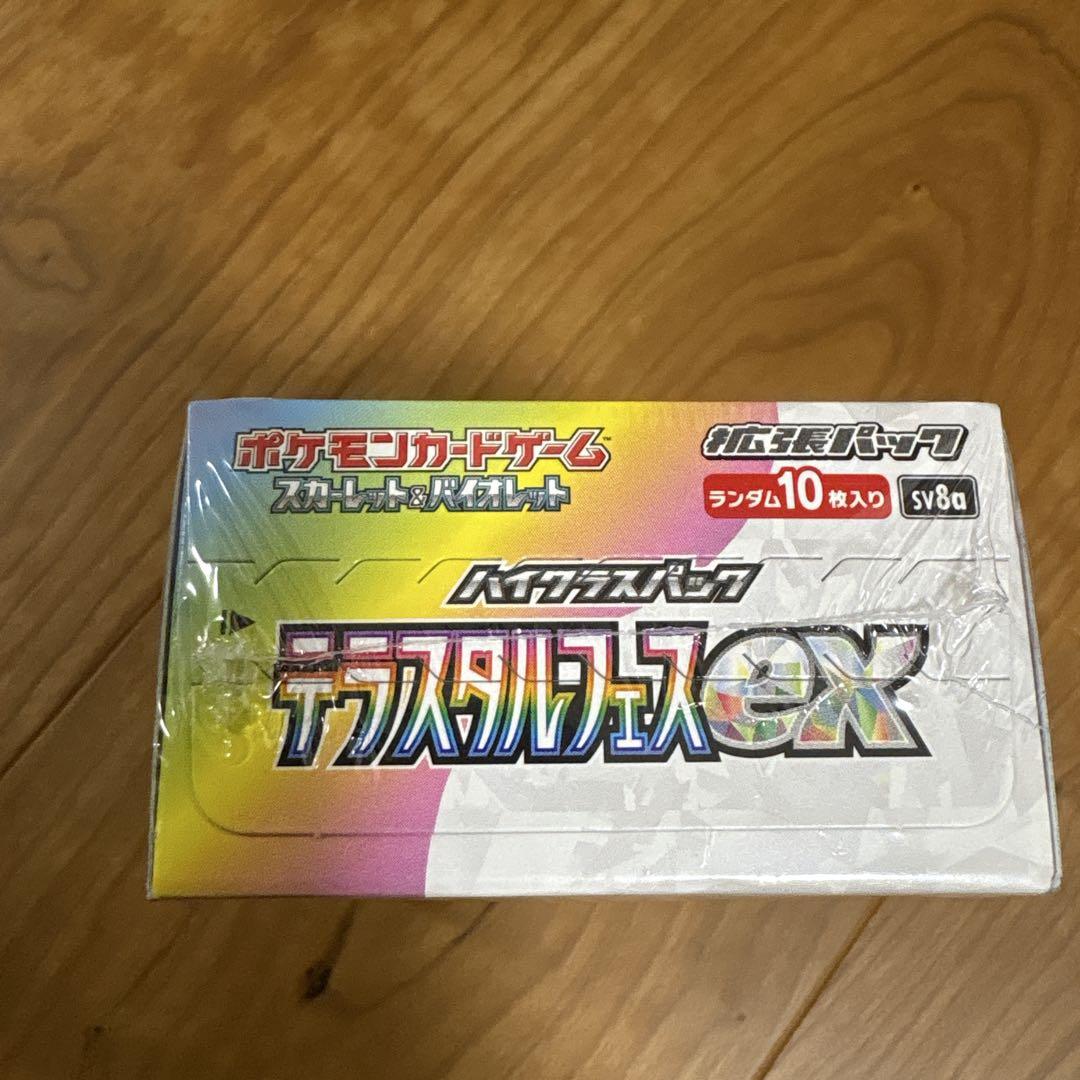 ポケモンカードゲーム™
スカーレット&バイオレット
拡張パック
ランダム10枚入り
sv8a
ハイクラスパック
テラスタルフェスex